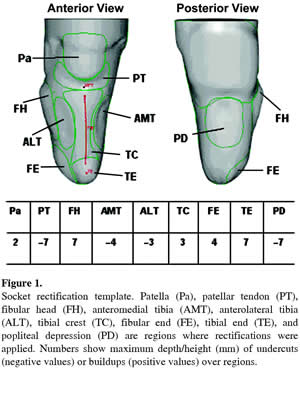 Anterior View
Posterior View
Pa
PT
FH
FH
AMT
ALT
PD
TC
FE
FE
TE
Pa PT FH AMT ALT TC FE TE PD
2 –7 7 –4 –3 3 4 7 –7
Figure 1.
Socket rectification template. Patella (Pa), patellar tendon (PT),
fibular head (FH), anteromedial tibia (AMT), anterolateral tibia
(ALT), tibial crest (TC), fibular end (FE), tibial end (TE), and
popliteal depression (PD) are regions where rectifications were
applied. Numbers show maximum depth/height (mm) of undercuts
(negative values) or buildups (positive values) over regions.